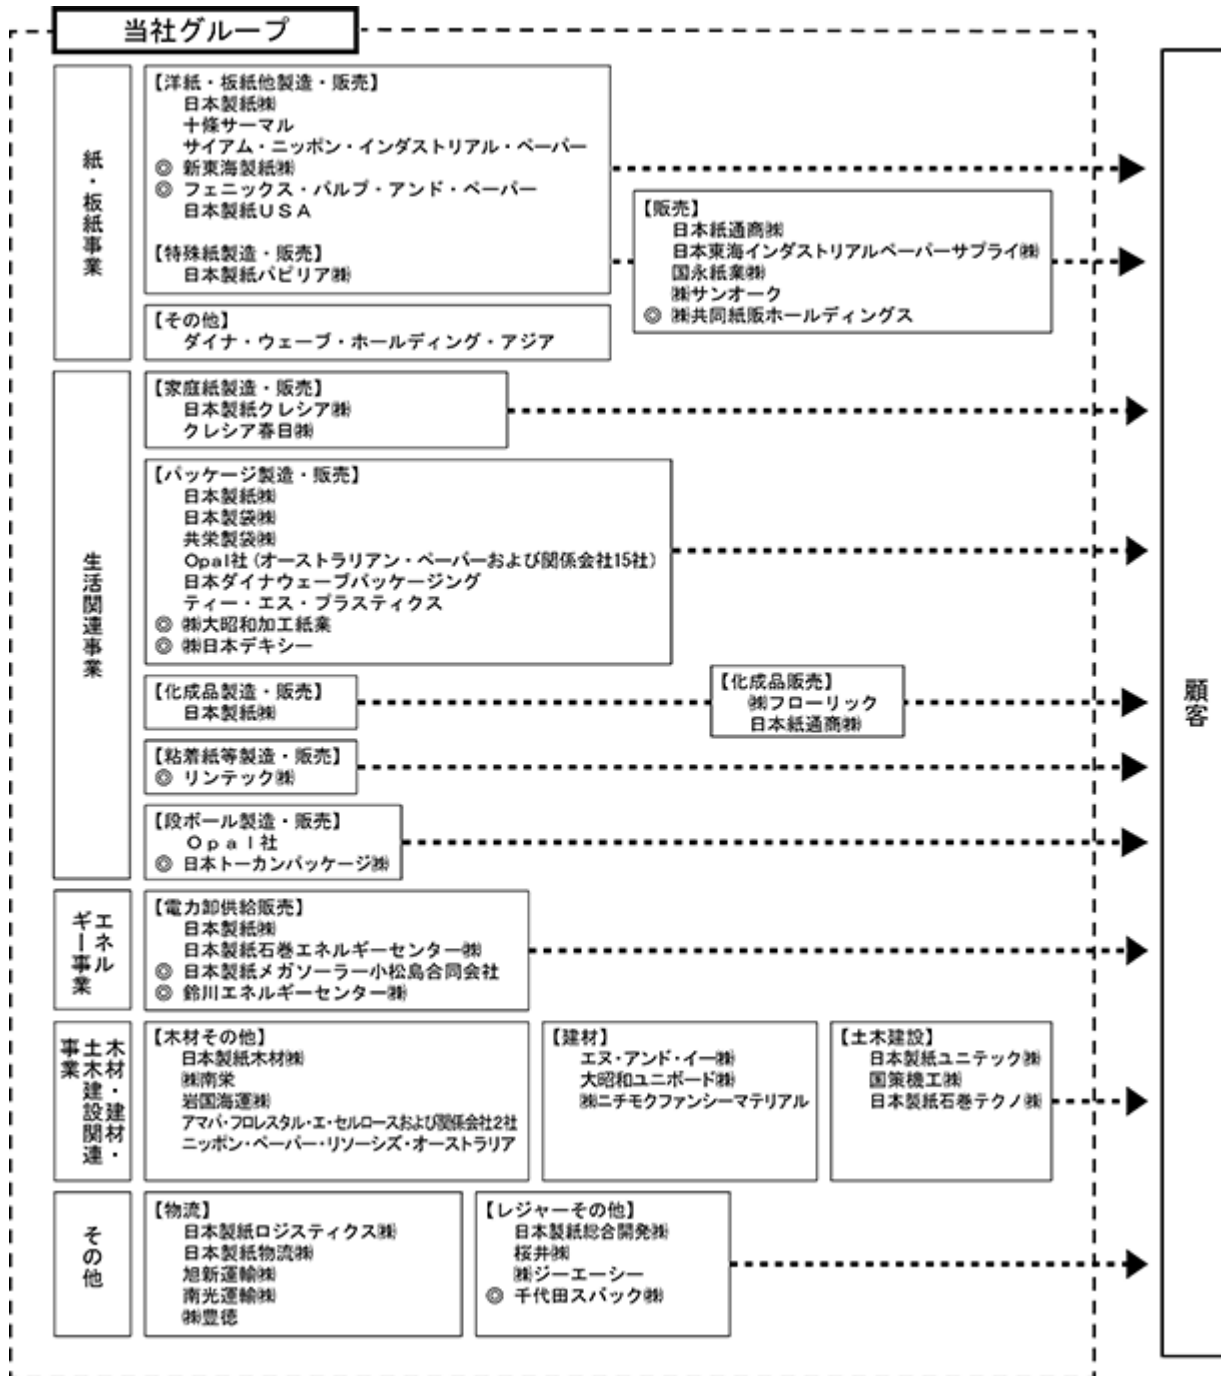 当社グループ
紙・板紙事業
【洋紙・板紙他製造・販売】
日本製紙㈱
十條サーマル
サイアム・ニッポン・インダストリアル・ペーパー
◎ 新東海製紙㈱
◎ フェニックス・パルプ・アンド・ペーパー
日本製紙USA
【特殊紙製造・販売】
日本製紙パピリア㈱
【その他】
ダイナ・ウェーブ・ホールディング・アジア
【販売】
日本紙通商㈱
日本東海インダストリアルペーパーサプライ㈱
国永紙業㈱
㈱サンオーク
◎ ㈱共同紙販ホールディングス
生活関連事業
【家庭紙製造・販売】
日本製紙クレシア㈱
クレシア春日㈱
【パッケージ製造・販売】
日本製紙㈱
日本製袋㈱
共栄製袋㈱
Opal社(オーストラリアン・ペーパーおよび関係会社15社)
日本ダイナウェーブパッケージング
ティー・エス・プラスティクス
◎ ㈱大昭和加工紙業
◎ ㈱日本デキシー
【化成品製造・販売】
日本製紙㈱
【化成品販売】
㈱フローリック
日本紙通商㈱
【粘着紙等製造・販売】
◎ リンテック㈱
【段ボール製造・販売】
Opal社
◎ 日本トーカンパッケージ㈱
エネルギー事業
【電力卸供給販売】
日本製紙㈱
日本製紙石巻エネルギーセンター㈱
◎ 日本製紙メガソーラー小松島合同会社
◎ 鈴川エネルギーセンター㈱
木材・建材・
土木建設関連
事業
【木材その他】
日本製紙木材㈱
㈱南栄
岩国海運㈱
アマパ・フロレスタル・エ・セルロースおよび関係会社2社
ニッポン・ペーパー・リソーシズ・オーストラリア
【建材】
エヌ・アンド・イー㈱
大昭和ユニボード㈱
㈱ニチモクファンシーマテリアル
【土木建設】
日本製紙ユニテック㈱
国策機工㈱
日本製紙石巻テクノ㈱
その他
【物流】
日本製紙ロジスティクス㈱
日本製紙物流㈱
旭新運輸㈱
南光運輸㈱
㈱豊徳
【レジャーその他】
日本製紙総合開発㈱
桜井㈱
㈱ジーエーシー
◎ 千代田スバック㈱
顧客